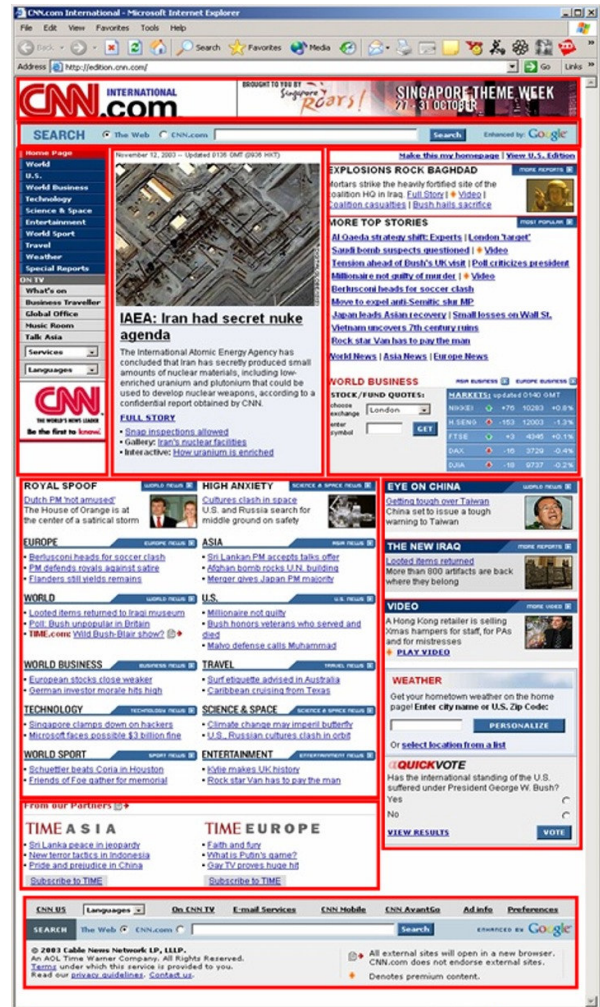 CNN.com International - Microsoft Internet Explorer
File Edit View Favorites Tools Help
Back Search Favorites Media
Address http://edition.cnn.com/ Go Links
CNN.com INTERNATIONAL
BROUGHT TO YOU BY
Singapore Roars!
SINGAPORE THEME WEEK
27 - 31 OCTOBER
SEARCH The Web CNN.com Search Enhanced by: Google
Home Page
World
U.S.
World Business
Technology
Science & Space
Entertainment
World Sport
Travel
Weather
Special Reports
ON TV
What's on
Business Traveller
Global Office
Music Room
Talk Asia
Services
Languages
CNN
THE WORLD'S NEWS LEADER
Be the first to know.
November 12, 2003 -- Updated 0135 GMT (0935 HKT)
IAEA: Iran had secret nuke
agenda
The International Atomic Energy Agency has
concluded that Iran has secretly produced small
amounts of nuclear materials, including low-
enriched uranium and plutonium that could be
used to develop nuclear weapons, according to a
confidential report obtained by CNN.
FULL STORY
• Snap inspections allowed
• Gallery: Iran's nuclear facilities
• Interactive: How uranium is enriched
Make this my homepage | View U.S. Edition
EXPLOSIONS ROCK BAGHDAD MORE REPORTS
Mortars strike the heavily fortified site of the
coalition HQ in Iraq. Full Story | Video |
Coalition casualties | Bush hails sacrifice
MORE TOP STORIES MOST POPULAR
Al Qaeda strategy shift: Experts | London 'target'
Saudi bomb suspects questioned | Video
Tension ahead of Bush's UK visit | Poll criticizes president
Millionaire not guilty of murder | Video
Berlusconi heads for soccer clash
Move to expel anti-Semitic slur MP
Japan leads Asian recovery | Small losses on Wall St.
Vietnam uncovers 7th century ruins
Rock star Van has to pay the man
World News | Asia News | Europe News
WORLD BUSINESS ASIA BUSINESS EUROPE BUSINESS
STOCK/FUND QUOTES:
choose exchange London
enter symbol GET
MARKETS: updated 0140 GMT
NIKKEI +76 10283 +0.8%
H.SENG -153 12003 -1.3%
FTSE +3 4346 +0.1%
DAX -16 3729 -0.4%
DJIA -18 9737 -0.2%
ROYAL SPOOF WORLD NEWS
Dutch PM 'not amused'
The House of Orange is at
the center of a satirical storm
HIGH ANXIETY SCIENCE & SPACE NEWS
Cultures clash in space
U.S. and Russia search for
middle ground on safety
EUROPE EUROPE NEWS
• Berlusconi heads for soccer clash
• PM defends royals against satire
• Flanders still yields remains
ASIA ASIA NEWS
• Sri Lankan PM accepts talks offer
• Afghan bomb rocks U.N. building
• Merger gives Japan PM majority
WORLD WORLD NEWS
• Looted items returned to Iraqi museum
• Poll: Bush unpopular in Britain
• TIME.com: Wild Bush-Blair show?
U.S. U.S. NEWS
• Millionaire not guilty
• Bush honors veterans who served and
died
• Malvo defense calls Muhammad
WORLD BUSINESS BUSINESS NEWS
• European stocks close weaker
• German investor morale hits high
TRAVEL TRAVEL NEWS
• Surf etiquette advised in Australia
• Caribbean cruising from Texas
TECHNOLOGY TECHNOLOGY NEWS
• Singapore clamps down on hackers
• Microsoft faces possible $3 billion fine
SCIENCE & SPACE SCIENCE & SPACE NEWS
• Climate change may imperil butterfly
• U.S., Russian cultures clash in orbit
WORLD SPORT SPORT NEWS
• Schuettler beats Coria in Houston
• Friends of Foe gather for memorial
ENTERTAINMENT ENTERTAINMENT NEWS
• Kylie makes UK history
• Rock star Van has to pay the man
EYE ON CHINA WORLD NEWS
Getting tough over Taiwan
China set to issue a tough
warning to Taiwan
THE NEW IRAQ MORE REPORTS
Looted items returned
More than 800 artifacts are back
where they belong
VIDEO MORE VIDEO
A Hong Kong retailer is selling
Xmas hampers for staff, for PAs
and for mistresses
PLAY VIDEO
WEATHER
Get your hometown weather on the home
page! Enter city name or U.S. Zip Code:
PERSONALIZE
Or select location from a list
QUICKVOTE
Has the international standing of the U.S.
suffered under President George W. Bush?
Yes
No
VIEW RESULTS VOTE
From our Partners
TIME ASIA
• Sri Lanka peace in jeopardy
• New terror tactics in Indonesia
• Pride and prejudice in China
Subscribe to TIME
TIME EUROPE
• Faith and fury
• What is Putin's game?
• Gay TV proves huge hit
Subscribe to TIME
CNN US Languages On CNN TV E-mail Services CNN Mobile CNN AvantGo Ad info Preferences
SEARCH The Web CNN.com Search ENHANCED BY Google
© 2003 Cable News Network LP, LLLP.
An AOL Time Warner Company. All Rights Reserved.
Terms under which this service is provided to you.
Read our privacy guidelines. Contact us.
All external sites will open in a new browser.
CNN.com does not endorse external sites.
Denotes premium content.